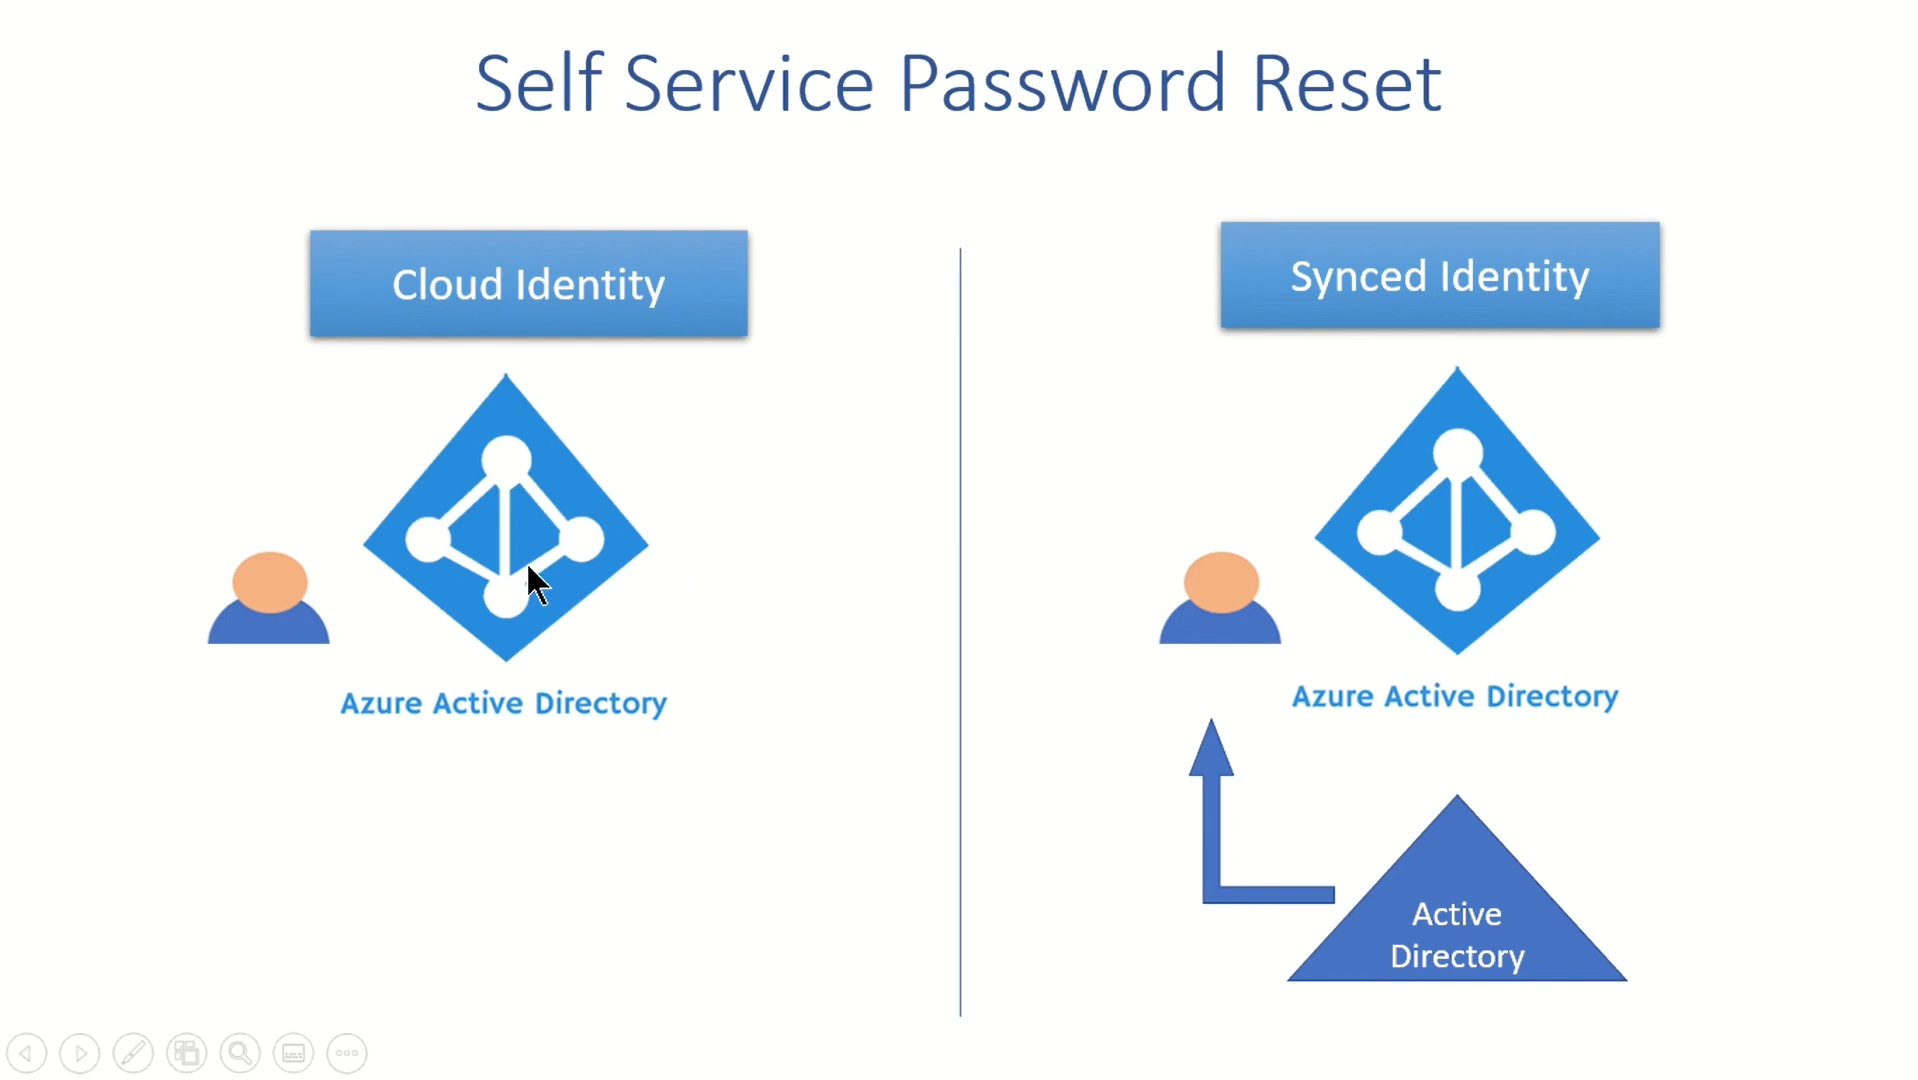 Self Service Password Reset
Cloud Identity
Azure Active Directory
Synced Identity
Azure Active Directory
Active
Directory